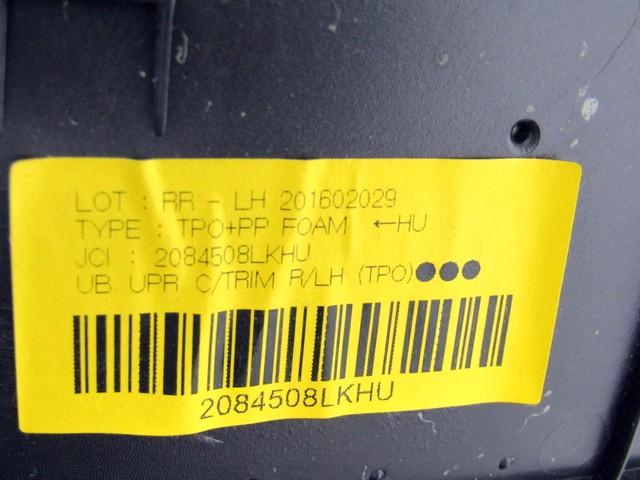 LOT : RR - LH 201602029
TYPE : TPO+PP FOAM ←HU
JCI : 2084508LKHU
UB UPR C/TRIM R/LH (TPO)●●●
2084508LKHU